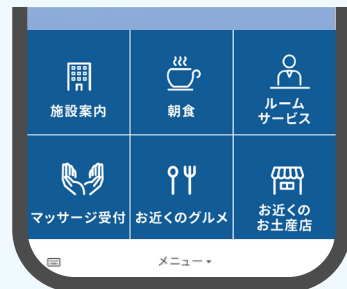 施設案内
朝食
ルーム
サービス
マッサージ受付
お近くのグルメ
お近くの
お土産店
メニュー▾